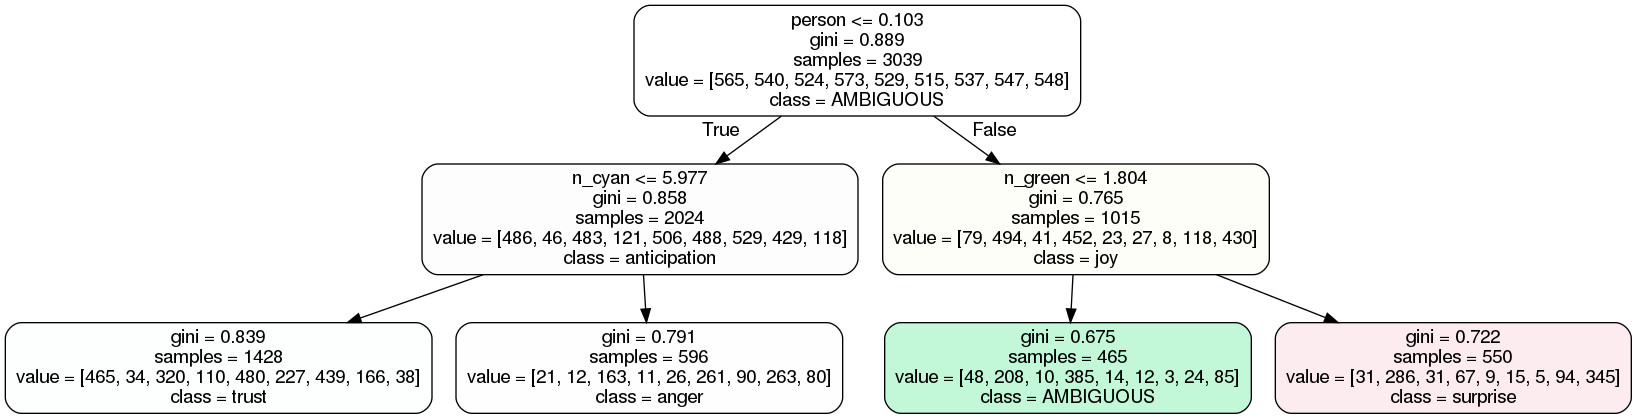 person <= 0.103
gini = 0.889
samples = 3039
value = [565, 540, 524, 573, 529, 515, 537, 547, 548]
class = AMBIGUOUS
True
False
n_cyan <= 5.977
gini = 0.858
samples = 2024
value = [486, 46, 483, 121, 506, 488, 529, 429, 118]
class = anticipation
n_green <= 1.804
gini = 0.765
samples = 1015
value = [79, 494, 41, 452, 23, 27, 8, 118, 430]
class = joy
gini = 0.839
samples = 1428
value = [465, 34, 320, 110, 480, 227, 439, 166, 38]
class = trust
gini = 0.791
samples = 596
value = [21, 12, 163, 11, 26, 261, 90, 263, 80]
class = anger
gini = 0.675
samples = 465
value = [48, 208, 10, 385, 14, 12, 3, 24, 85]
class = AMBIGUOUS
gini = 0.722
samples = 550
value = [31, 286, 31, 67, 9, 15, 5, 94, 345]
class = surprise